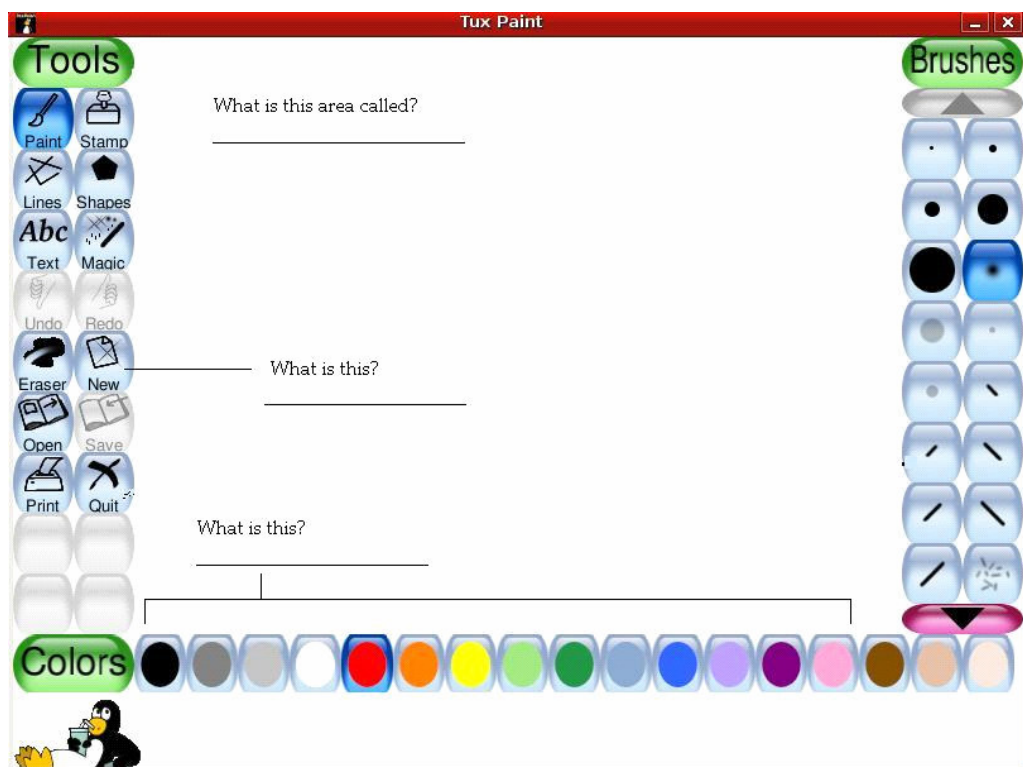 Tux Paint
Tools
Brushes
Paint Stamp
Lines Shapes
Abc
Text Magic
Undo Redo
Eraser New
Open Save
Print Quit
What is this area called?
What is this?
What is this?
Colors